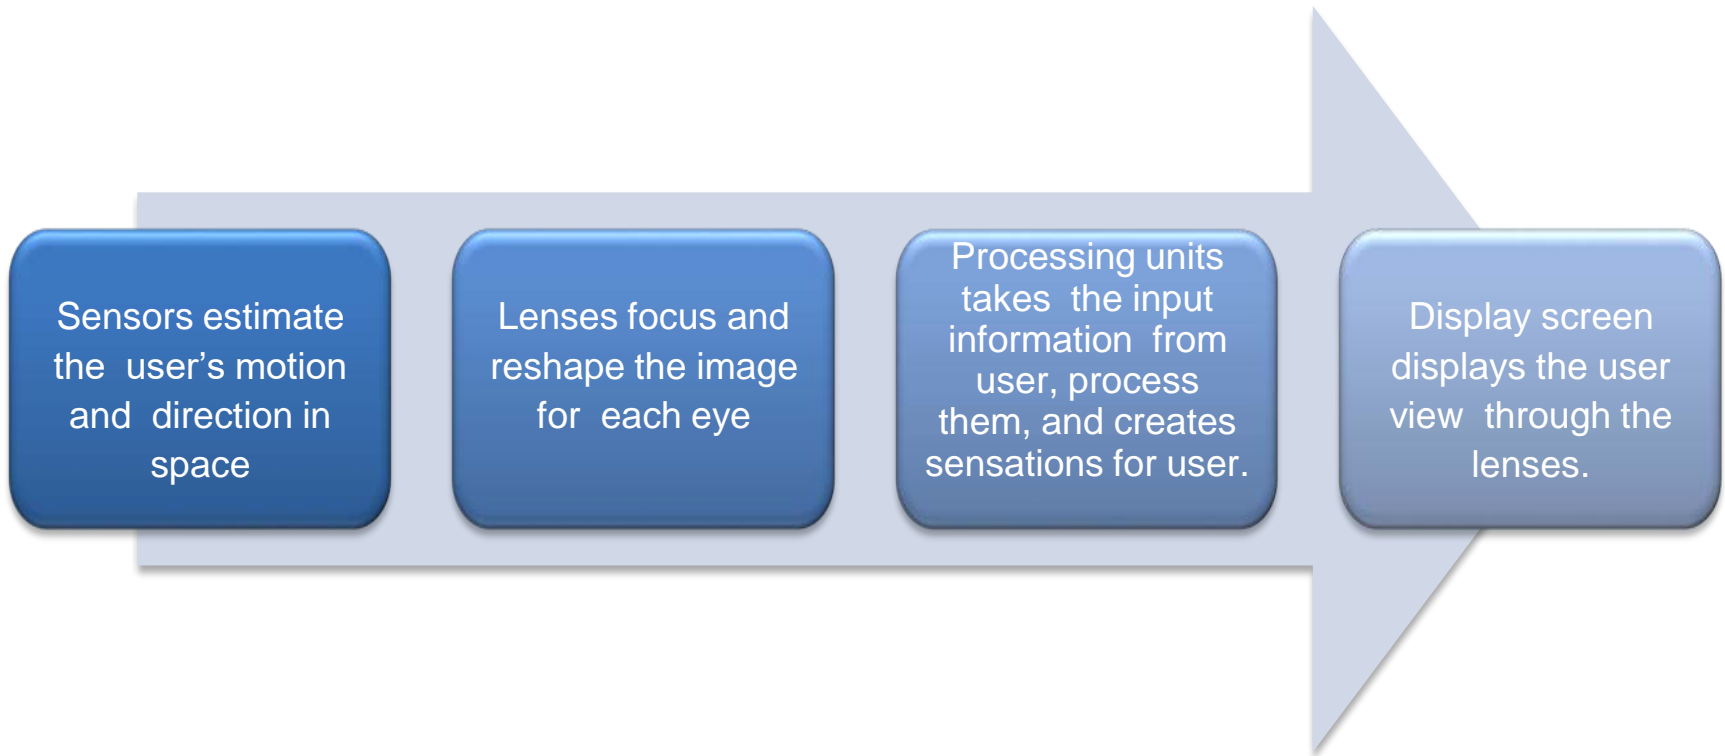 Sensors estimate
the user’s motion
and direction in
space
Lenses focus and
reshape the image
for each eye
Processing units
takes the input
information from
user, process
them, and creates
sensations for user.
Display screen
displays the user
view through the
lenses.